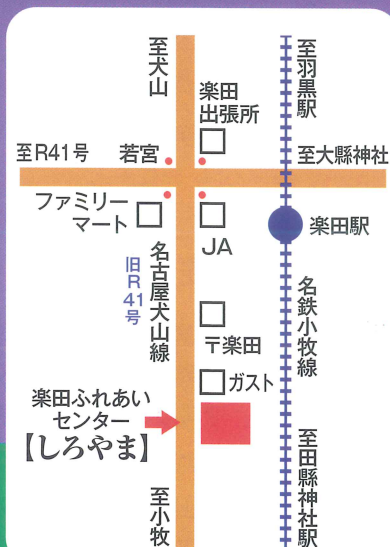 至犬山
楽田
出張所
至羽黒駅
至R41号
若宮
至大縣神社
ファミリー
マート
JA
楽田駅
旧R41号
名古屋犬山線
〒楽田
名鉄小牧線
ガスト
楽田ふれあい
センター
【しろやま】
至小牧
至田縣神社駅